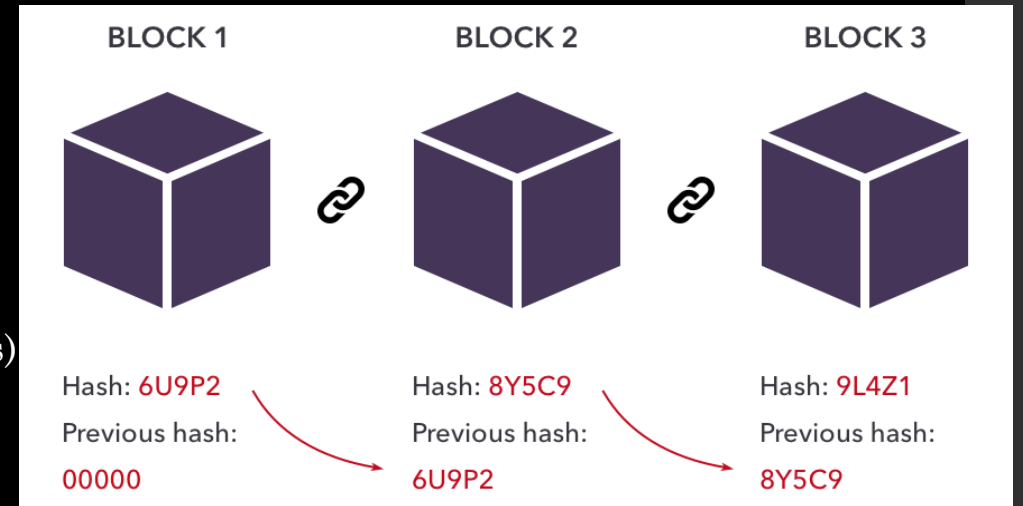 BLOCK 1
BLOCK 2
BLOCK 3
s)
Hash: 6U9P2
Previous hash:
00000
Hash: 8Y5C9
Previous hash:
6U9P2
Hash: 9L4Z1
Previous hash:
8Y5C9